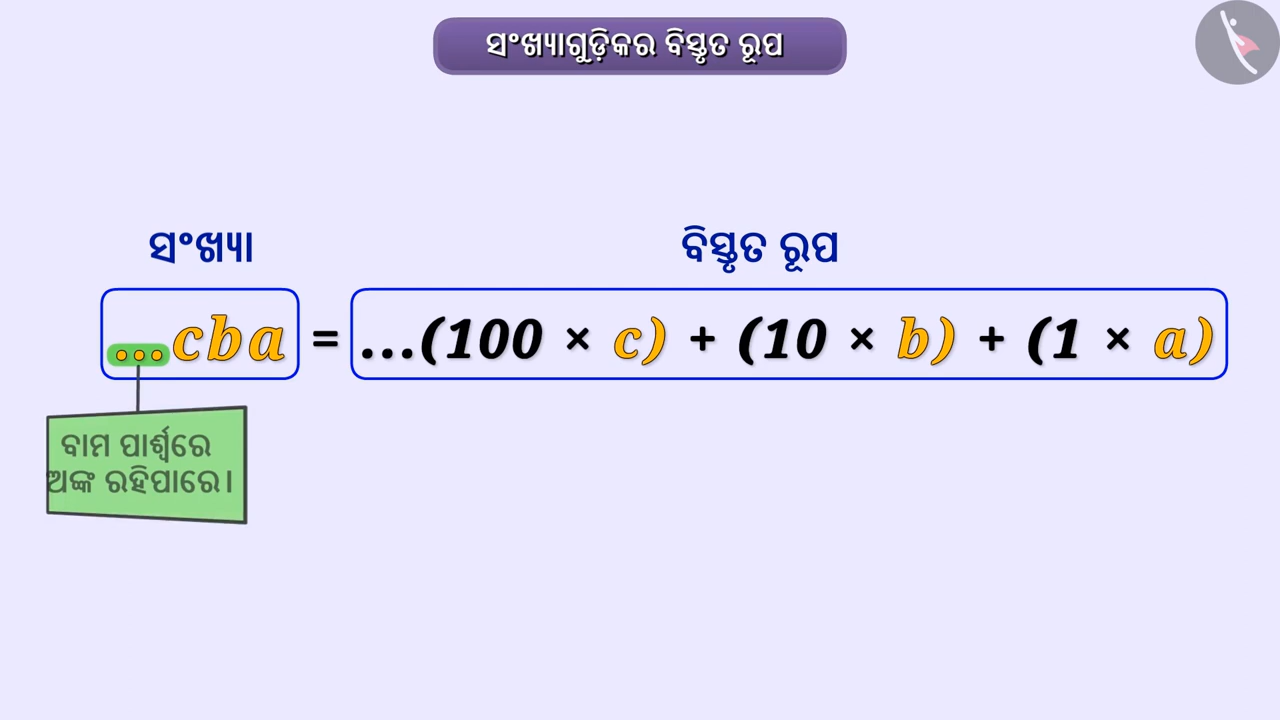 ସଂଖ୍ୟାଗୁଡ଼ିକର ବିସ୍ତୃତ ରୂପ
ସଂଖ୍ୟା
ବିସ୍ତୃତ ରୂପ
...cba = ...(100 × c) + (10 × b) + (1 × a)
ବାମ ପାର୍ଶ୍ୱରେ
ଅଙ୍କ ରହିପାରେ।